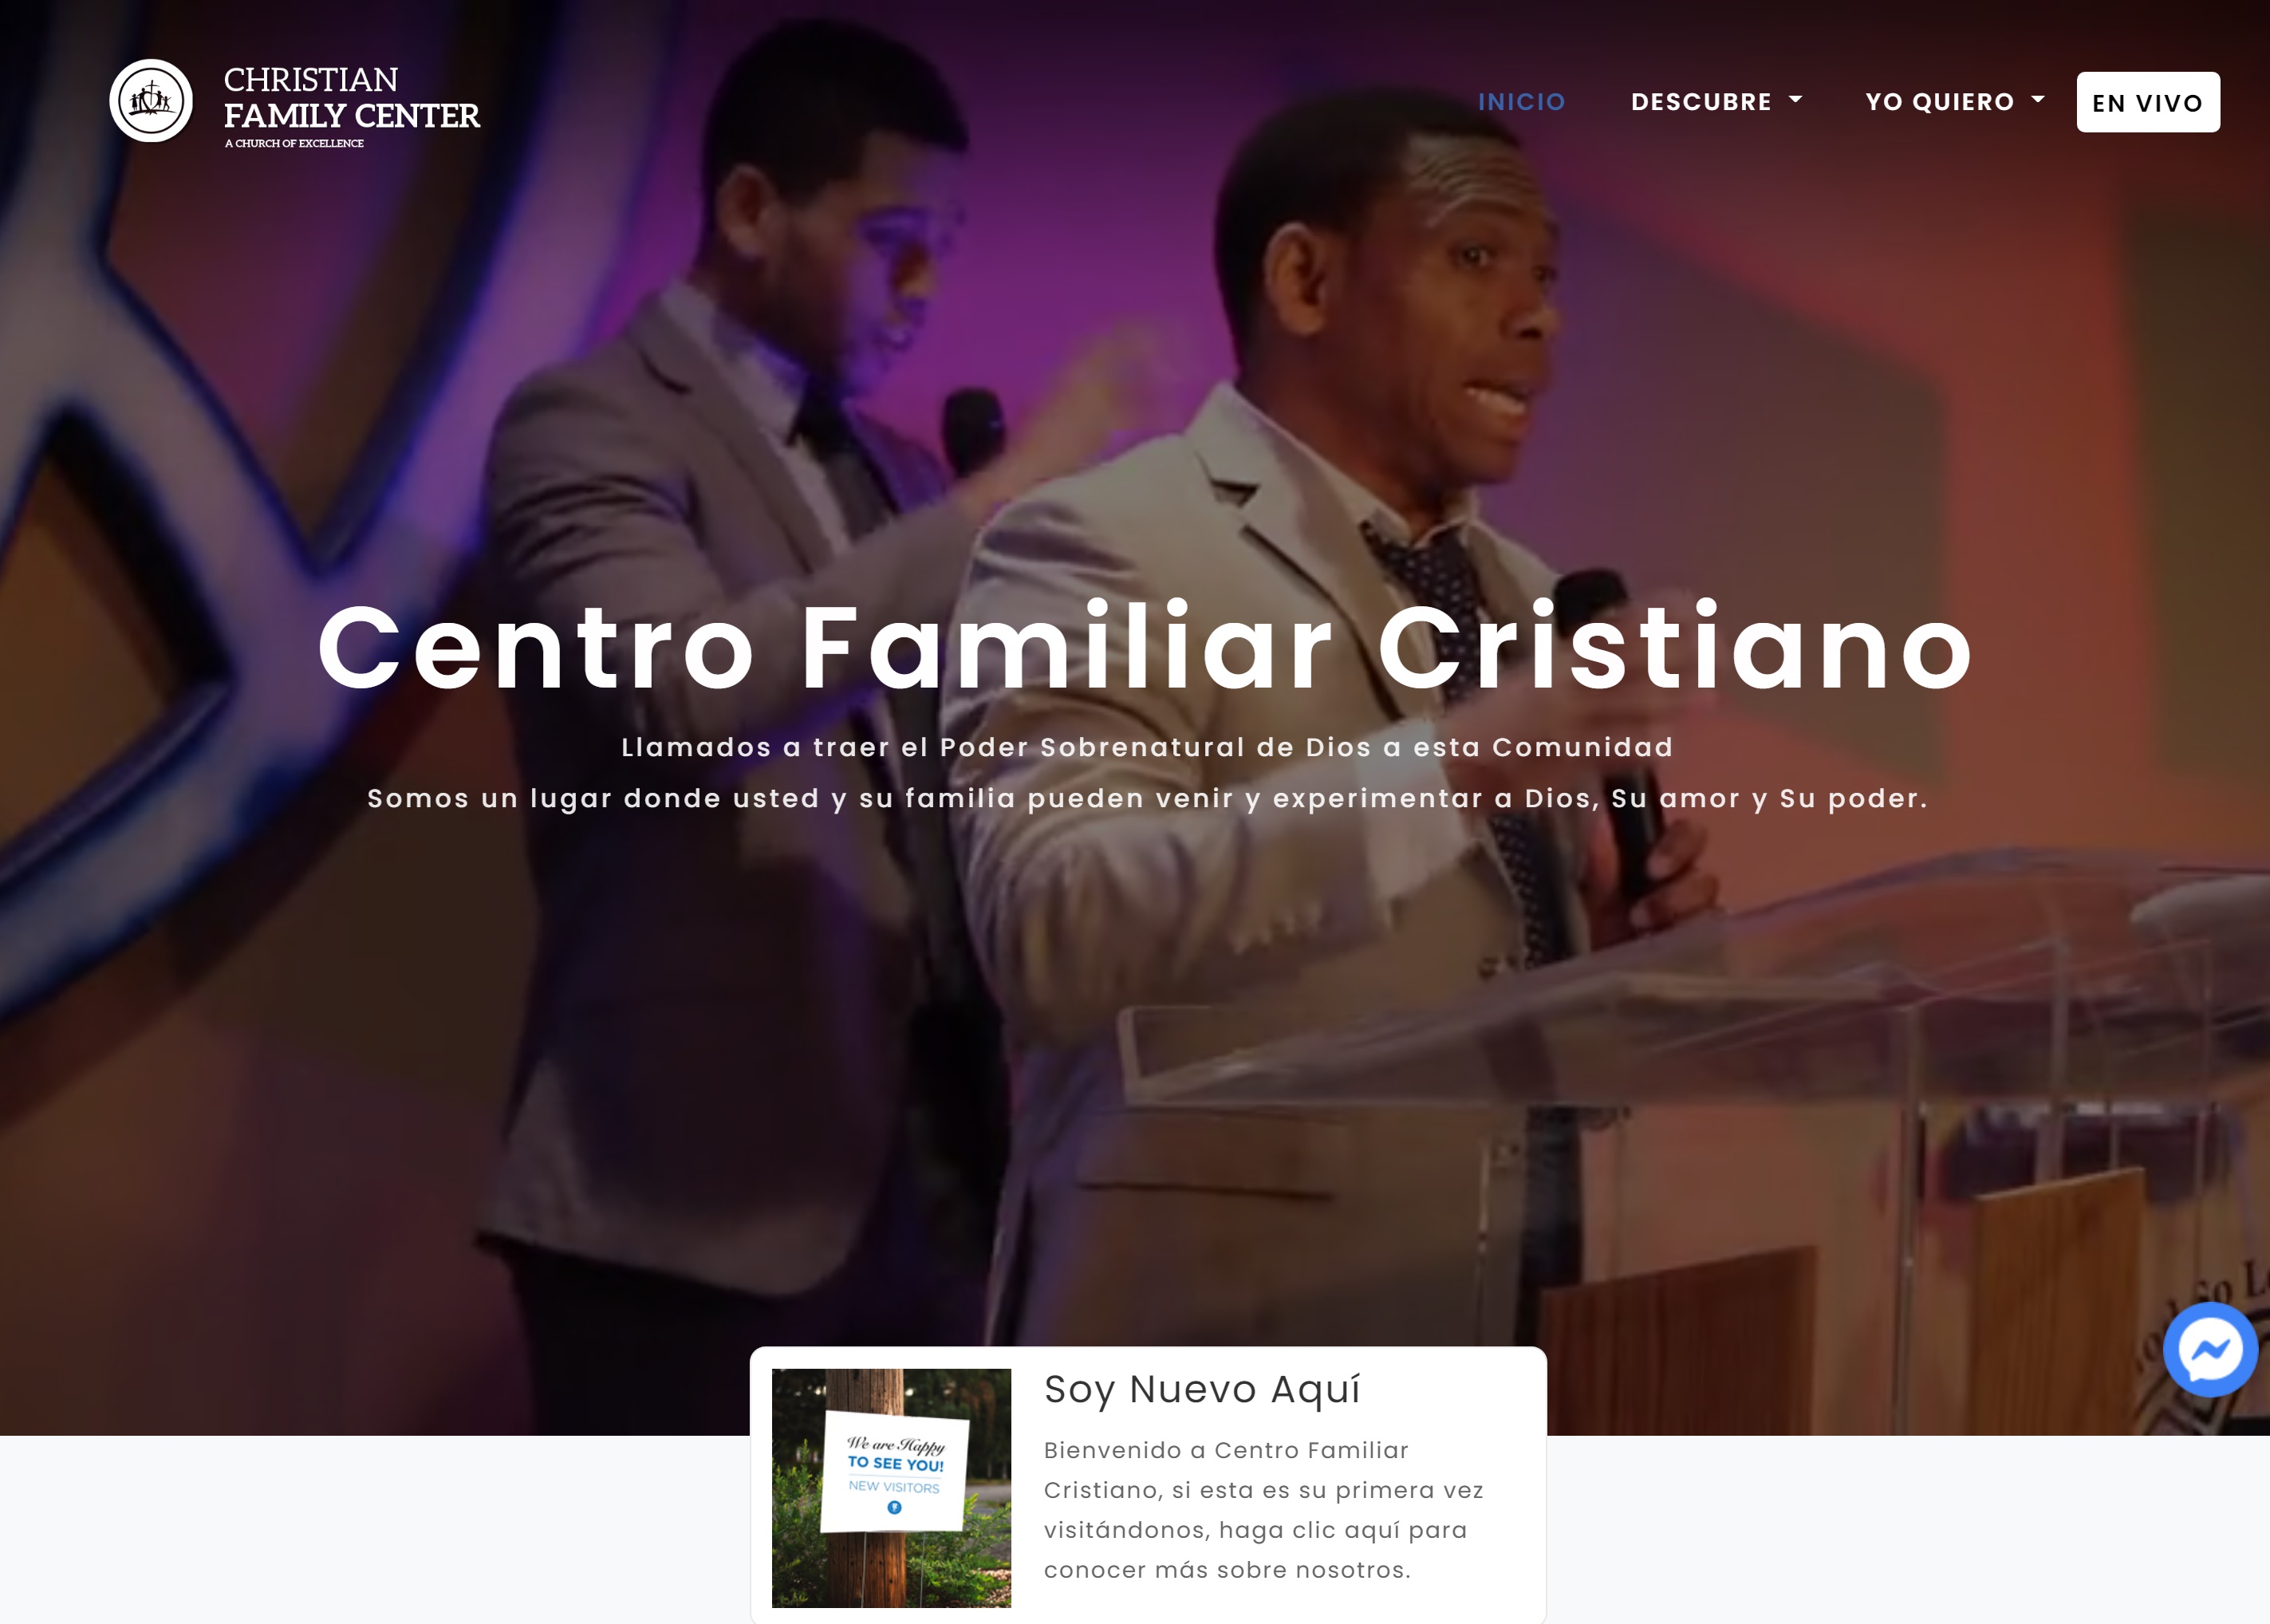 CHRISTIAN
FAMILY CENTER
A CHURCH OF EXCELLENCE
INICIO
DESCUBRE
YO QUIERO
EN VIVO
Centro Familiar Cristiano
Llamados a traer el Poder Sobrenatural de Dios a esta Comunidad
Somos un lugar donde usted y su familia pueden venir y experimentar a Dios, Su amor y Su poder.
So
We are Happy
TO SEE YOU!
NEW VISITORS
Soy Nuevo Aquí
Bienvenido a Centro Familiar
Cristiano, si esta es su primera vez
visitándonos, haga clic aquí para
conocer más sobre nosotros.